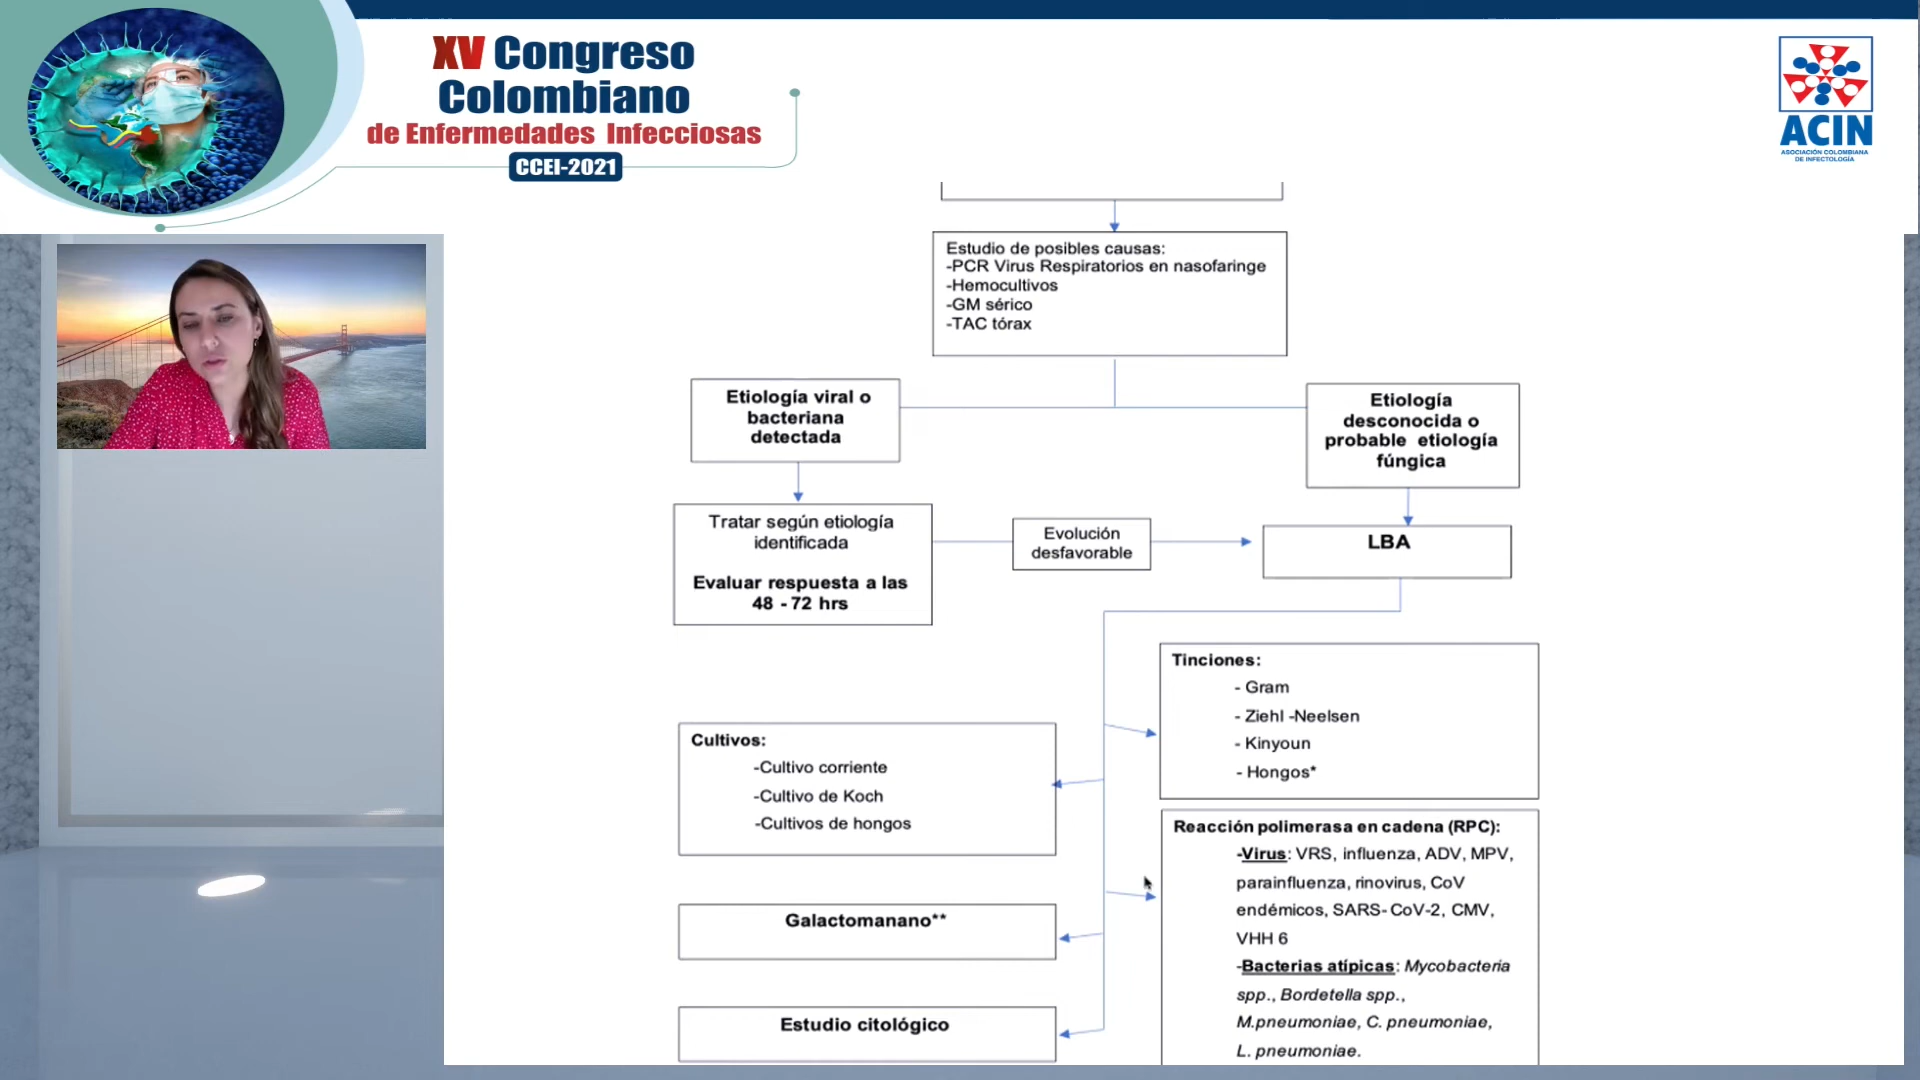 XV Congreso
Colombiano
de Enfermedades Infecciosas
CCEI-2021
ACIN
ASOCIACIÓN COLOMBIANA
DE INFECTOLOGÍA
Estudio de posibles causas:
-PCR Virus Respiratorios en nasofaringe
-Hemocultivos
-GM sérico
-TAC tórax
Etiología viral o
bacteriana
detectada
Etiología
desconocida o
probable etiología
fúngica
Tratar según etiología
identificada
Evaluar respuesta a las
48 - 72 hrs
Evolución
desfavorable
LBA
Tinciones:
- Gram
- Ziehl -Neelsen
- Kinyoun
- Hongos*
Cultivos:
-Cultivo corriente
-Cultivo de Koch
-Cultivos de hongos
Reacción polimerasa en cadena (RPC):
-Virus: VRS, influenza, ADV, MPV,
parainfluenza, rinovirus, CoV
endémicos, SARS- CoV-2, CMV,
VHH 6
-Bacterias atípicas: Mycobacteria
spp., Bordetella spp.,
M.pneumoniae, C. pneumoniae,
L. pneumoniae.
Galactomanano**
Estudio citológico